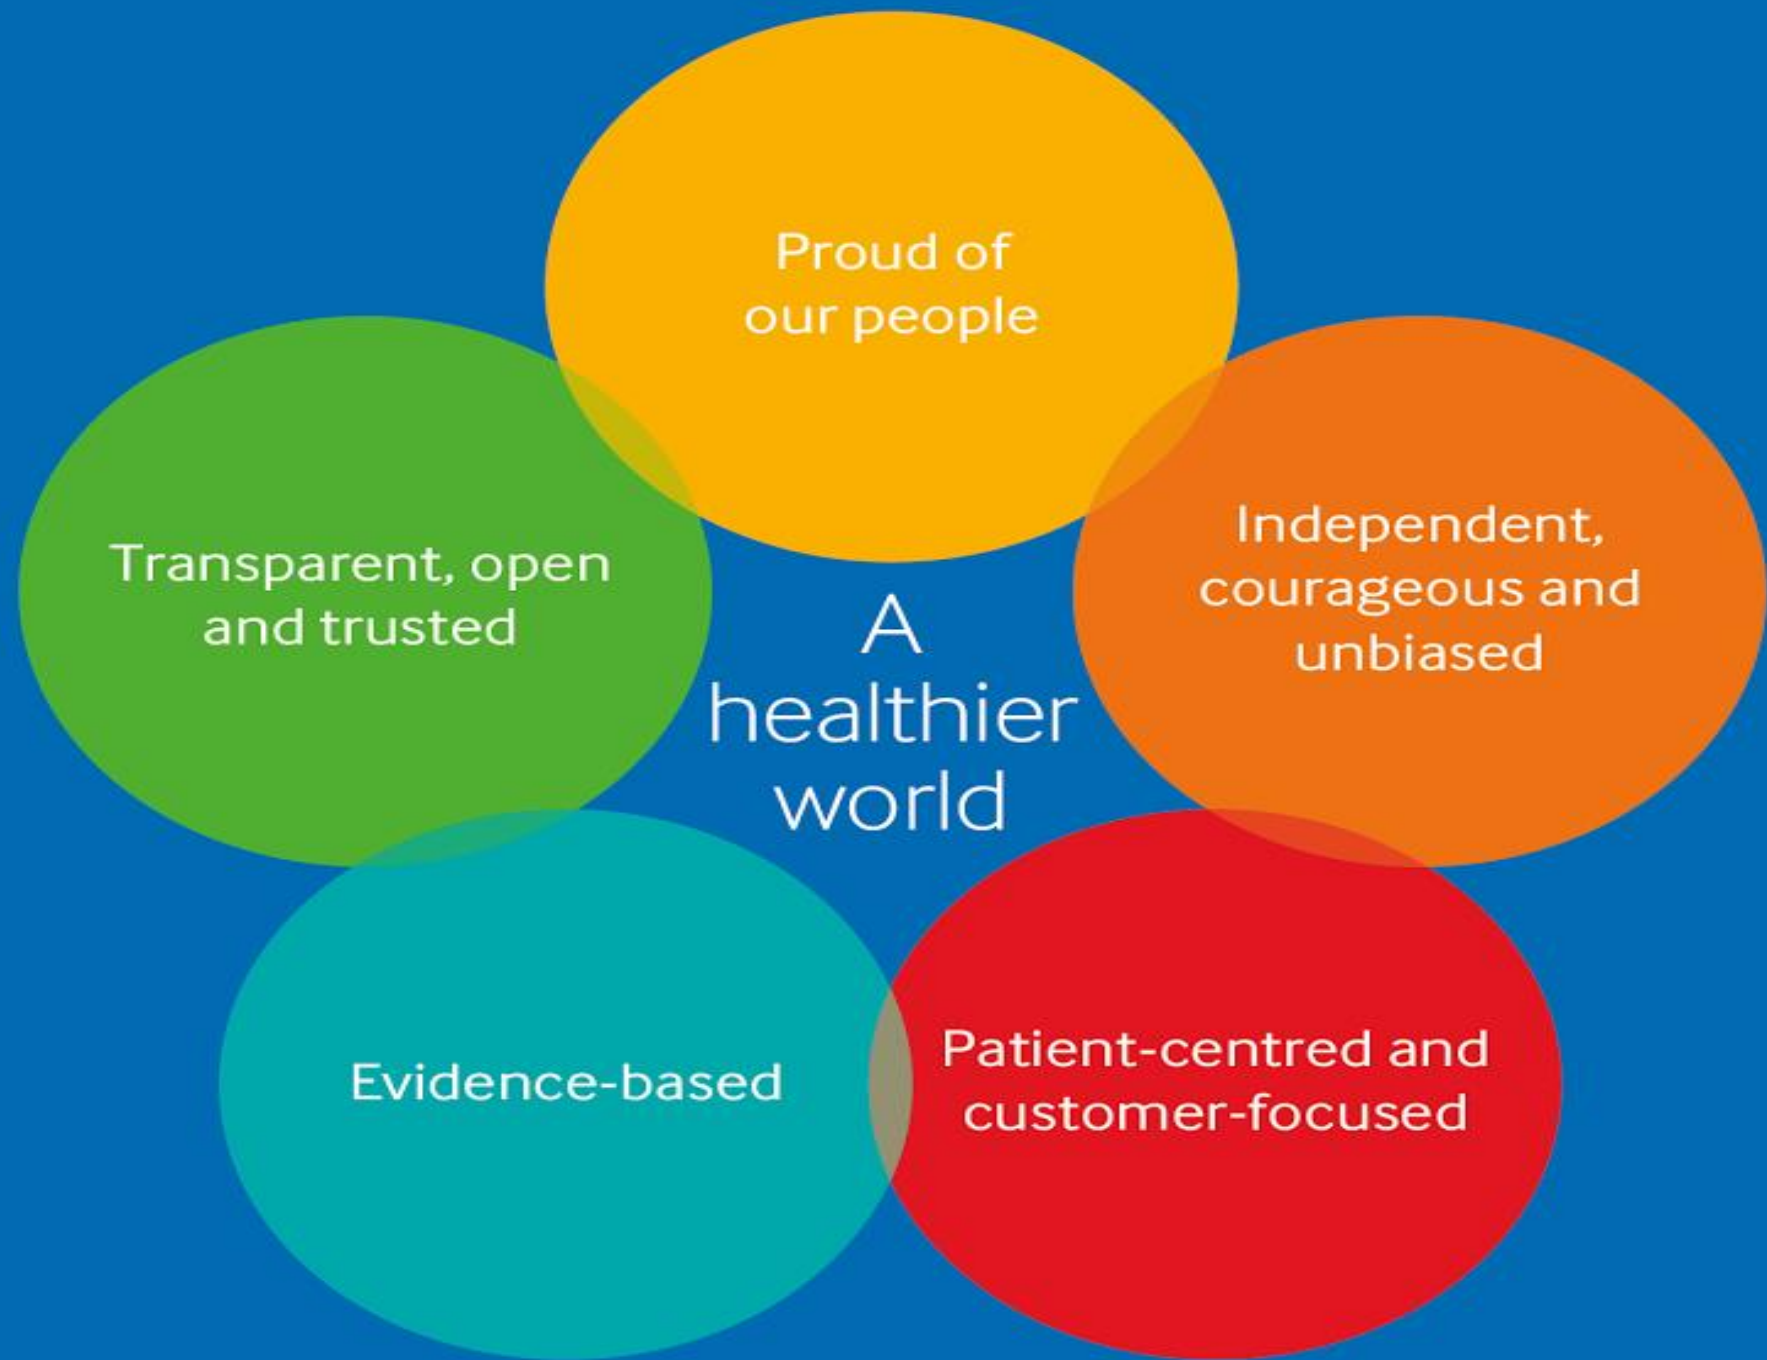 Proud of
our people
Transparent, open
and trusted
Independent,
courageous and
unbiased
A
healthier
world
Evidence-based
Patient-centred and
customer-focused